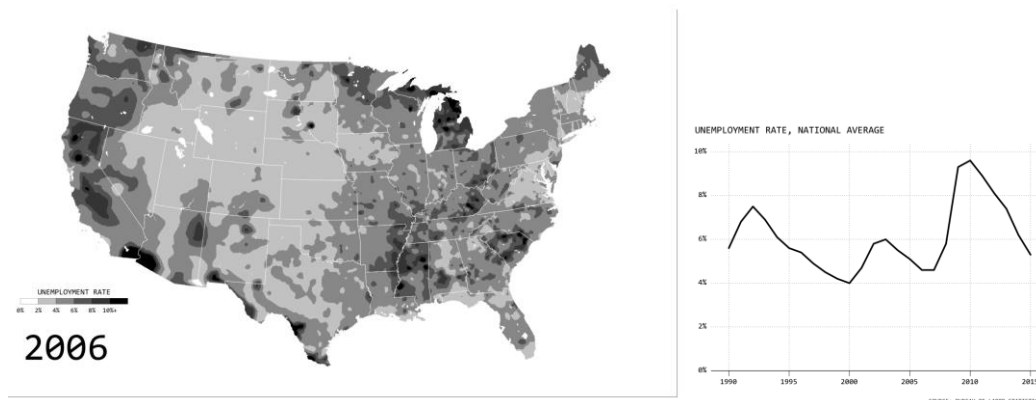 UNEMPLOYMENT RATE
0% 2% 4% 6% 8% 10%+
2006
UNEMPLOYMENT RATE, NATIONAL AVERAGE
10%
8%
6%
4%
2%
0%
1990 1995 2000 2005 2010 2015